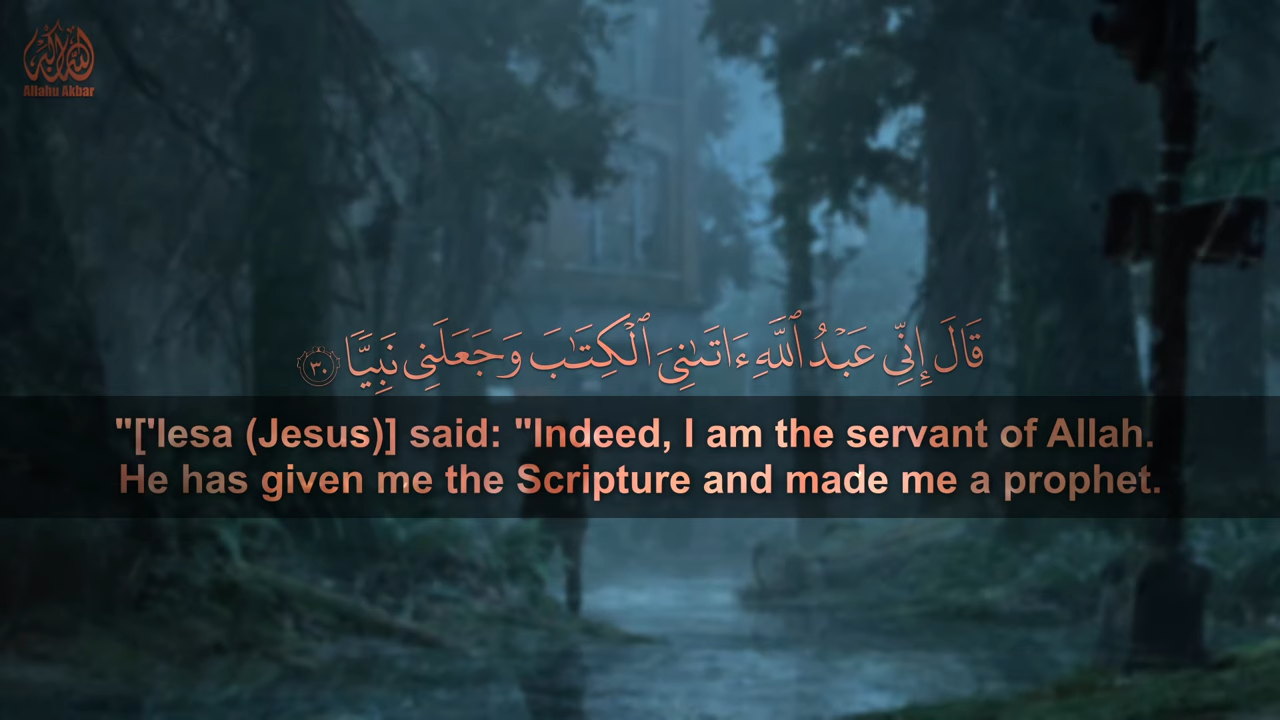 الله أكبر
Allahu Akbar
قَالَ إِنِّي عَبْدُ ٱللَّهِ ءَاتَىٰنِيَ ٱلْكِتَٰبَ وَجَعَلَنِي نَبِيًّا ٣٠
"['Iesa (Jesus)] said: "Indeed, I am the servant of Allah.
He has given me the Scripture and made me a prophet.